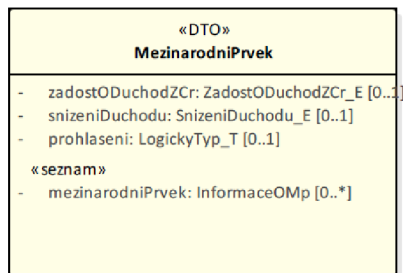 «DTO»
MezinarodniPrvek
- zadostODuchodZCr: ZadostODuchodZCr_E [0..1]
- snizeniDuchodu: SnizeniDuchodu_E [0..1]
- prohlaseni: LogickyTyp_T [0..1]
«seznam»
- mezinarodniPrvek: InformaceOMp [0..*]